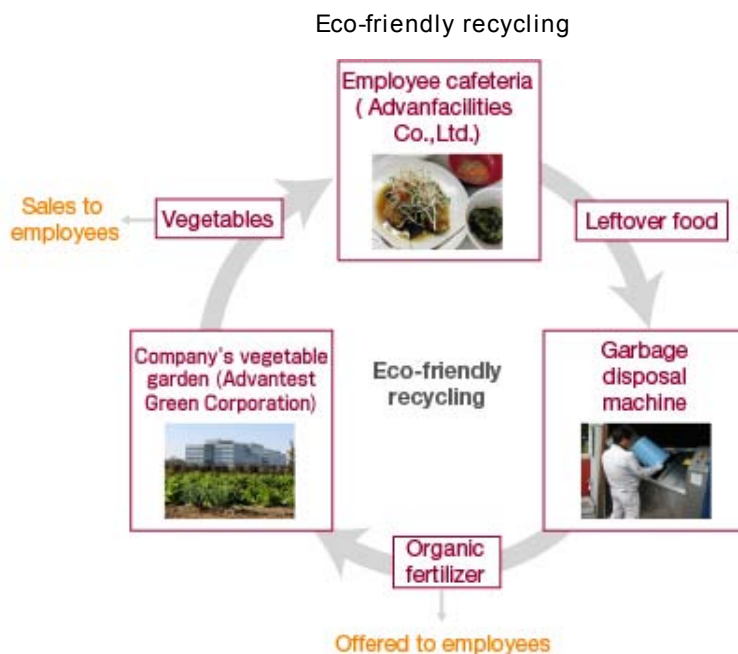 Eco-friendly recycling
Employee cafeteria
( Advanfacilities
Co.,Ltd.)
Sales to
employees
Vegetables
Leftover food
Company's vegetable
garden (Advantest
Green Corporation)
Eco-friendly
recycling
Garbage
disposal
machine
Organic
fertilizer
Offered to employees